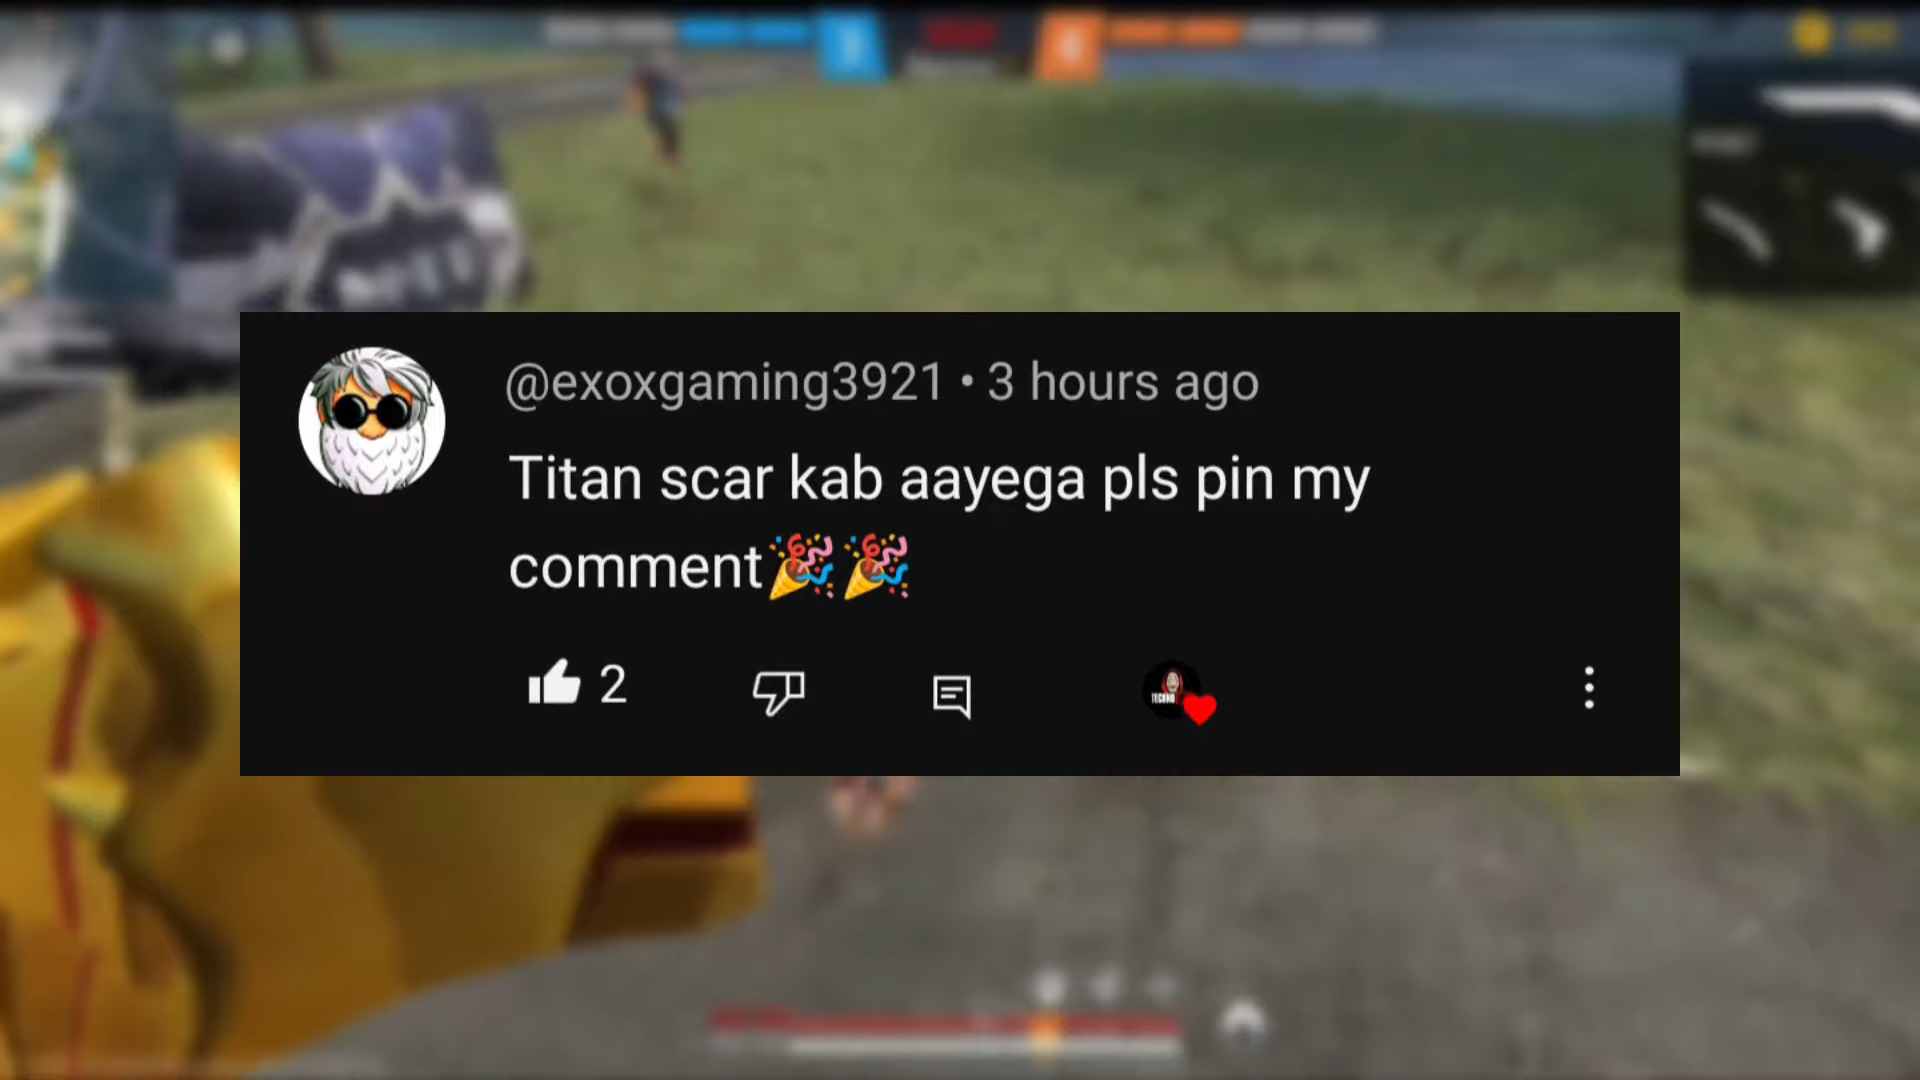 @exoxgaming3921 • 3 hours ago
Titan scar kab aayega pls pin my
comment🎉🎉
2